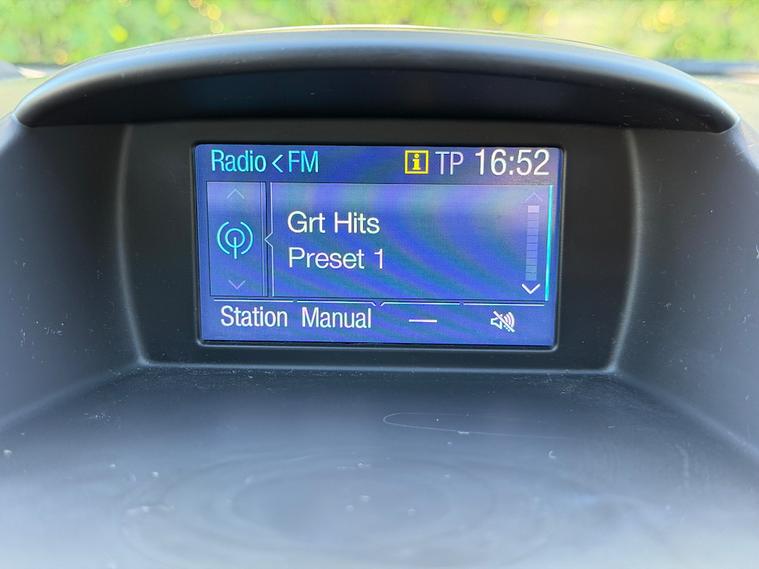 Radio < FM i TP 16:52
Grt Hits
Preset 1
Station Manual —